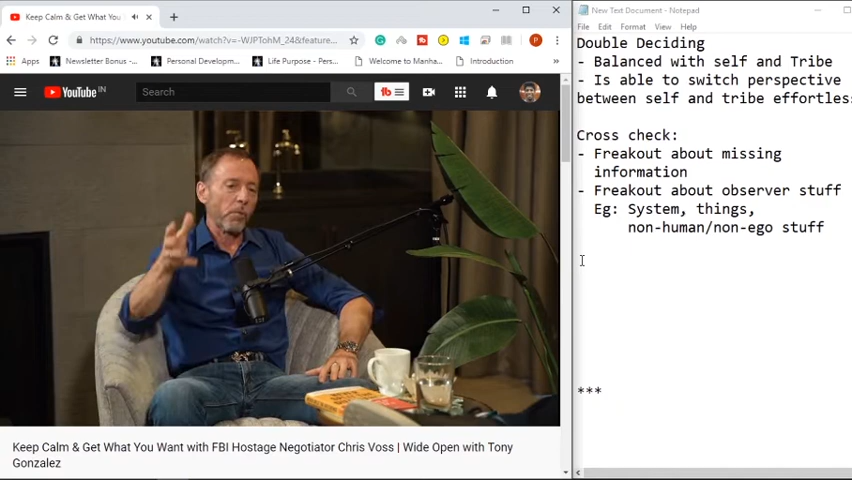 Keep Calm & Get What You
New Text Document - Notepad
https://www.youtube.com/watch?v=-WJPTohM_24&feature...
File Edit Format View Help
Apps Newsletter Bonus -... Personal Development... Life Purpose - Pers... Welcome to Manha... Introduction
YouTube IN
Search
Double Deciding
- Balanced with self and Tribe
- Is able to switch perspective
between self and tribe effortles
Cross check:
- Freakout about missing
information
- Freakout about observer stuff
Eg: System, things,
non-human/non-ego stuff
***
Keep Calm & Get What You Want with FBI Hostage Negotiator Chris Voss | Wide Open with Tony
Gonzalez